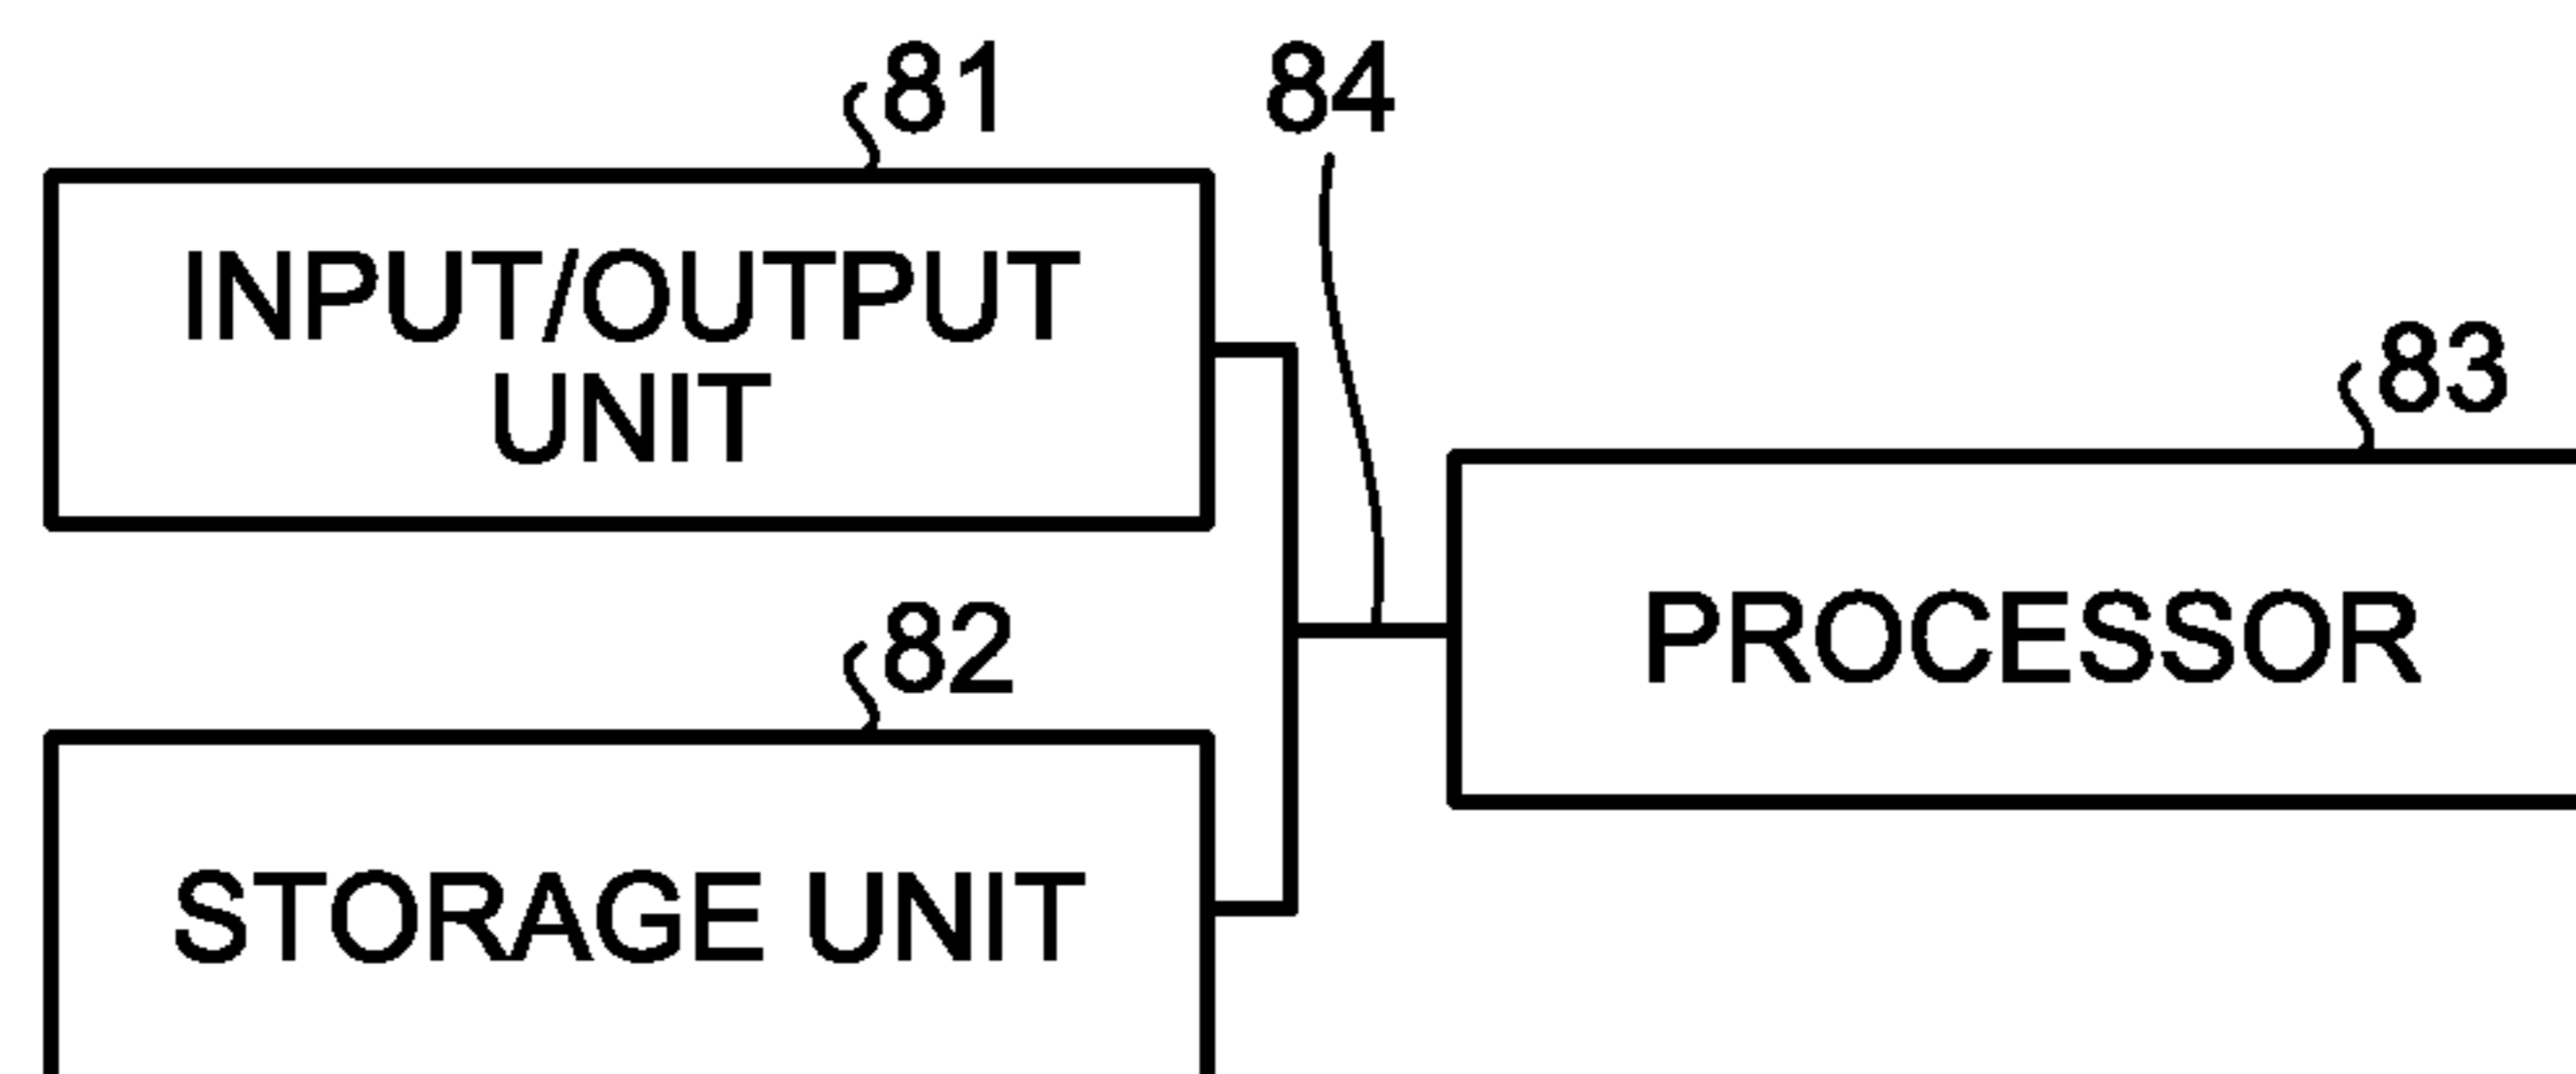 81
84
INPUT/OUTPUT
UNIT
83
82
PROCESSOR
STORAGE UNIT